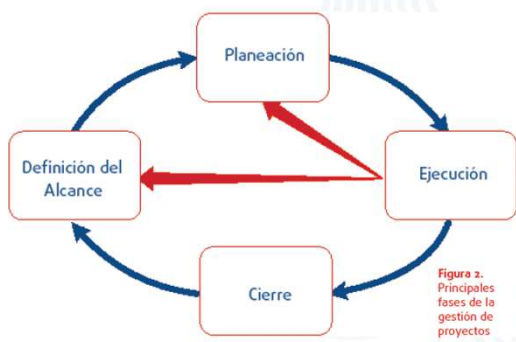 Planeación
Definición del
Alcance
Ejecución
Cierre
Figura 2.
Principales
fases de la
gestión de
proyectos